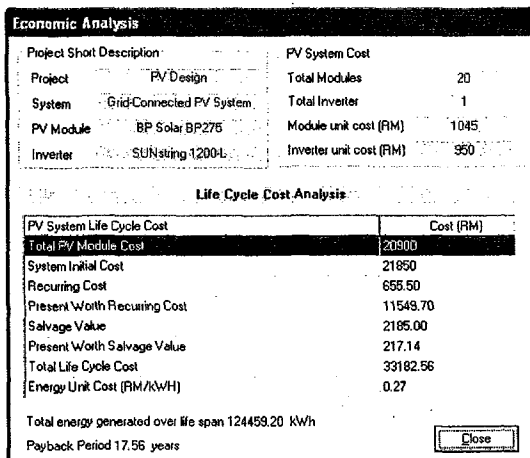 Economic Analysis
Project Short Description
Project PV Design
System Grid-Connected PV System
PV Module BP Solar BP275
Inverter SUNstring 1200-L
PV System Cost
Total Modules 20
Total Inverter 1
Module unit cost (RM) 1045
Inverter unit cost (RM) 950
Life Cycle Cost Analysis
PV System Life Cycle Cost Cost (RM)
Total PV Module Cost 20900
System Initial Cost 21850
Recurring Cost 655.50
Present Worth Recurring Cost 11549.70
Salvage Value 2185.00
Present Worth Salvage Value 217.14
Total Life Cycle Cost 33182.56
Energy Unit Cost (RM/kWH) 0.27
Total energy generated over life span 124459.20 kWh
Payback Period 17.56 years
Close